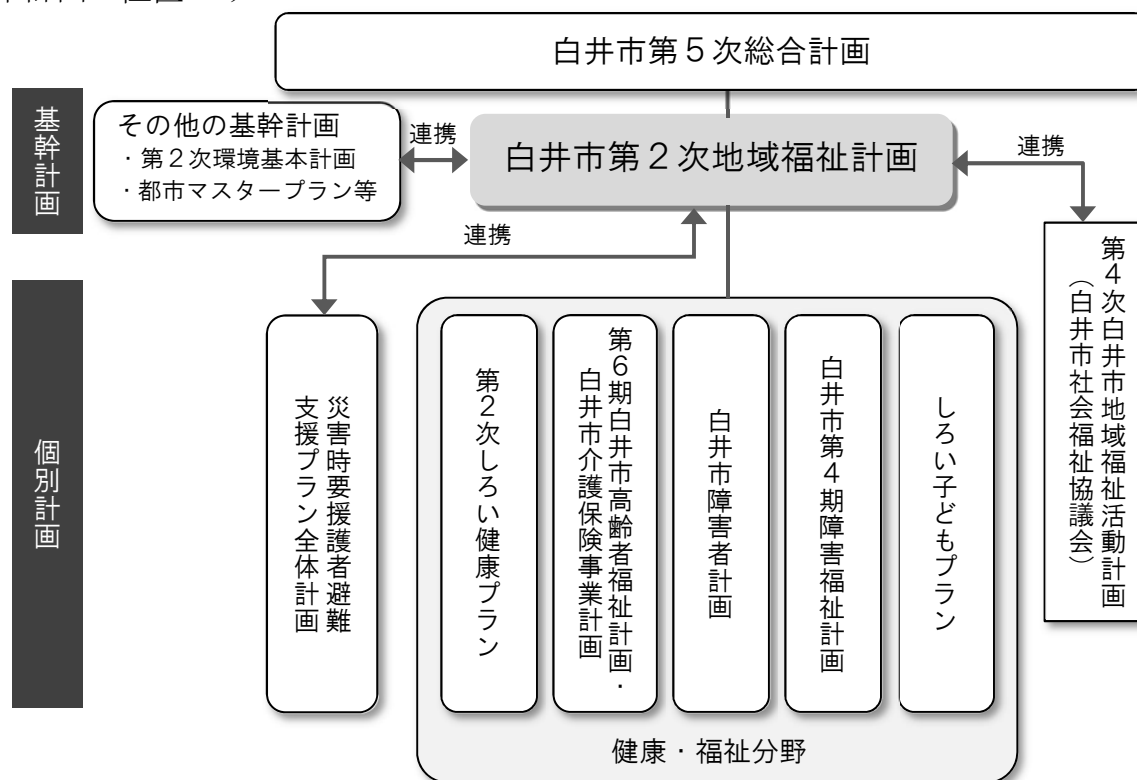 白井市第５次総合計画
基幹計画
その他の基幹計画
・第２次環境基本計画
・都市マスタープラン等
連携
白井市第２次地域福祉計画
連携
連携
第４次白井市地域福祉活動計画
（白井市社会福祉協議会）
個別計画
災害時要援護者避難
支援プラン全体計画
第２次しろい健康プラン
第６期白井市高齢者福祉計画・
白井市介護保険事業計画
白井市障害者計画
白井市第４期障害福祉計画
しろい子どもプラン
健康・福祉分野